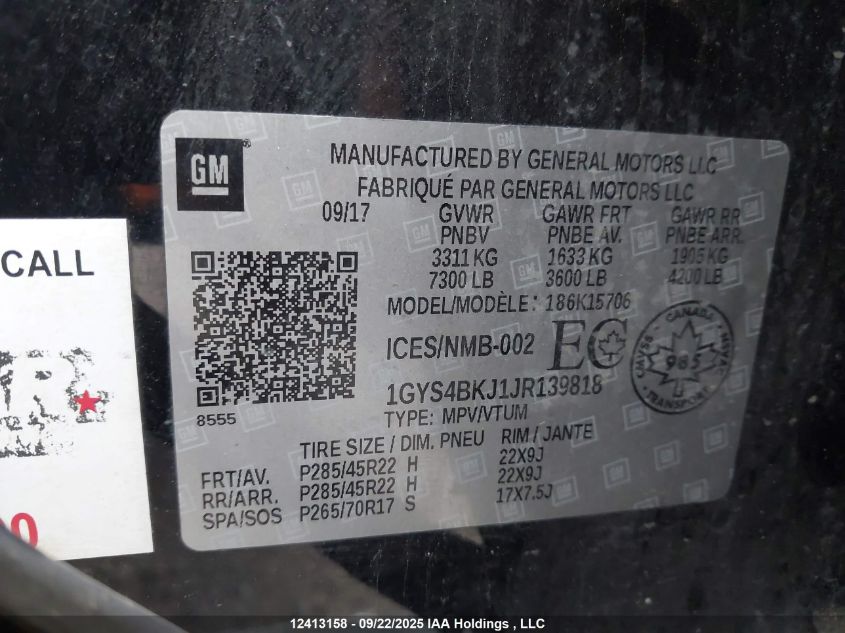 GM
MANUFACTURED BY GENERAL MOTORS LLC
FABRIQUÉ PAR GENERAL MOTORS LLC
09/17 GVWR GAWR FRT GAWR RR
PNBV PNBE AV. PNBE ARR.
3311 KG 1633 KG 1905 KG
7300 LB 3600 LB 4200 LB
MODEL/MODÈLE: 186K15706
ICES/NMB-002 EC
CANADA
985
TRANSPORT
1GYS4BKJ1JR139818
8555
TYPE: MPV/VTUM
TIRE SIZE / DIM. PNEU RIM / JANTE
FRT/AV. P285/45R22 H 22X9J
RR/ARR. P285/45R22 H 22X9J
SPA/SOS P265/70R17 S 17X7.5J
CALL
12413158 - 09/22/2025 IAA Holdings , LLC